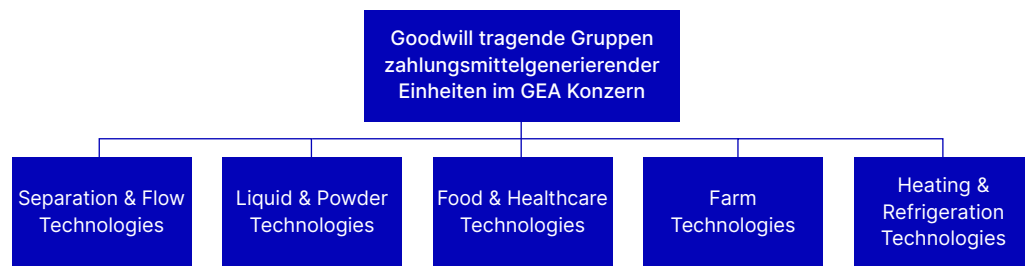 Goodwill tragende Gruppen
zahlungsmittelgenerierender
Einheiten im GEA Konzern
Separation & Flow
Technologies
Liquid & Powder
Technologies
Food & Healthcare
Technologies
Farm
Technologies
Heating &
Refrigeration
Technologies